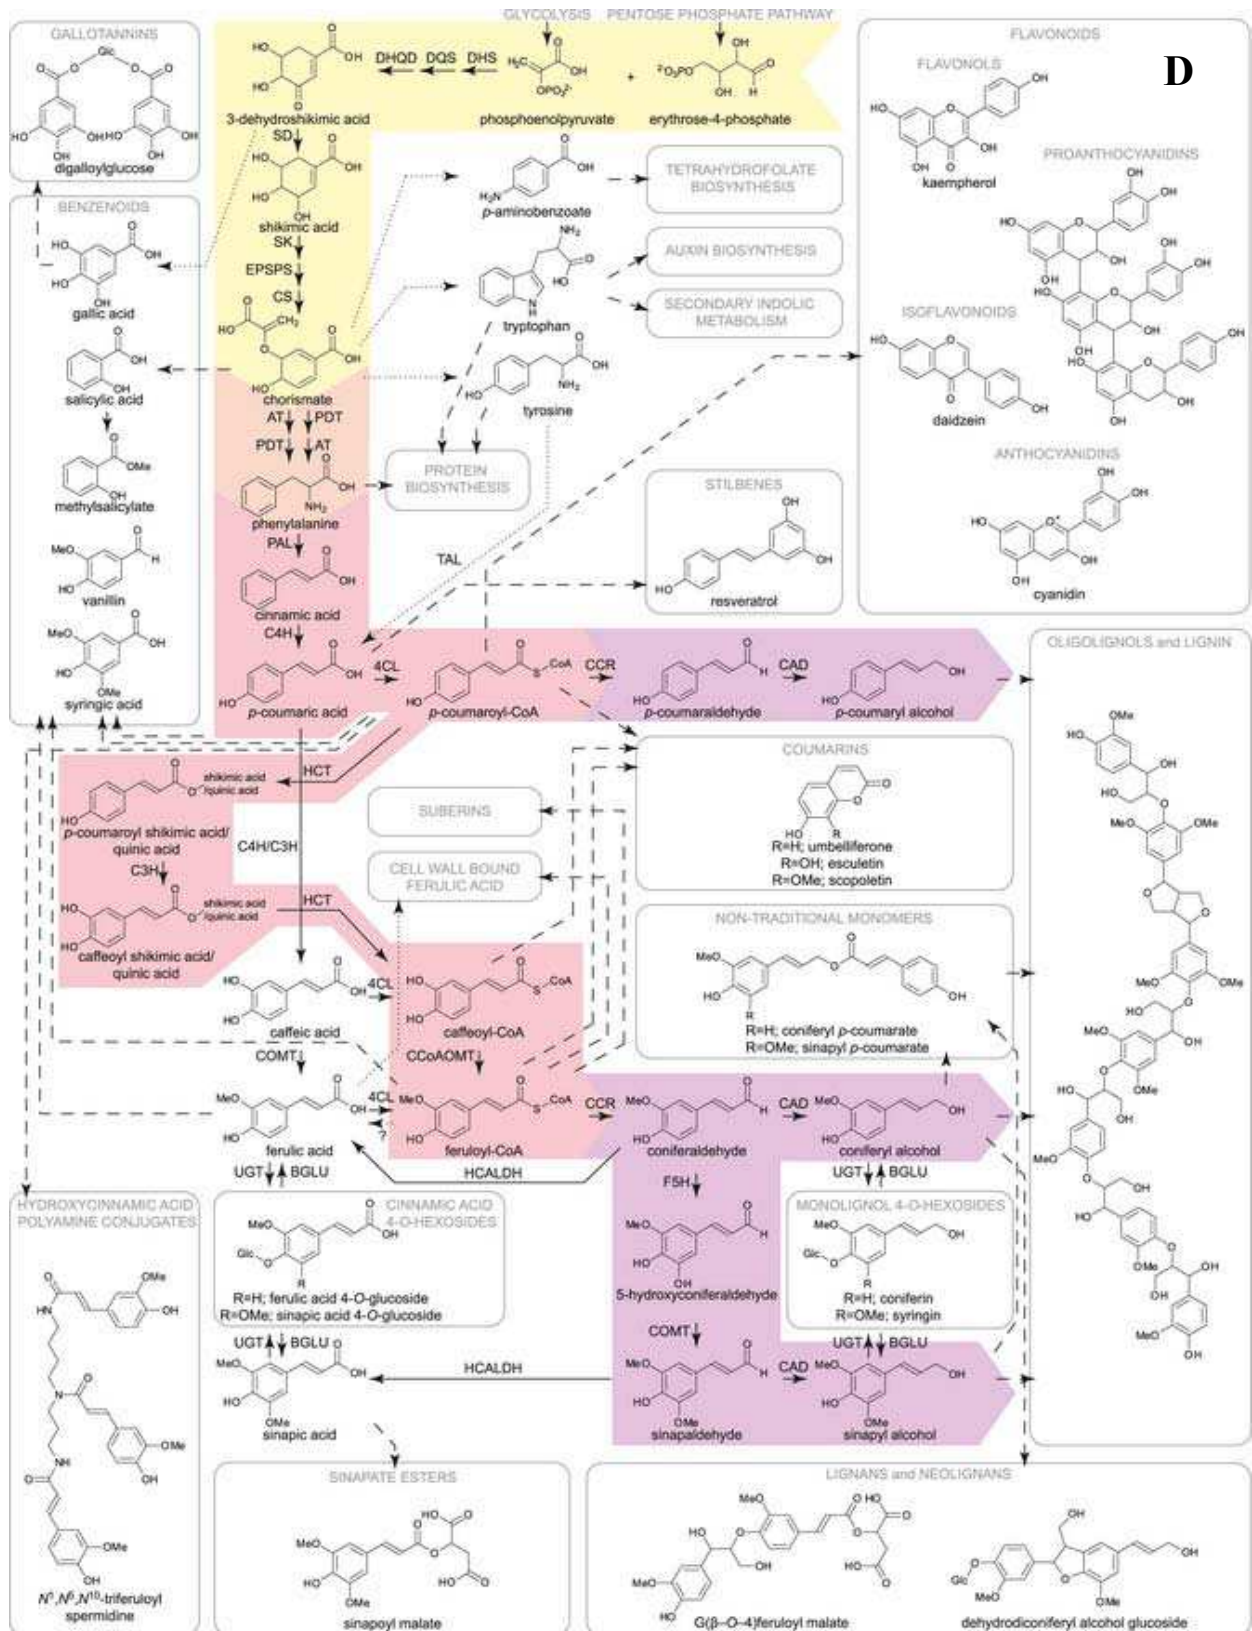 GLYCOLYSIS
PENTOSE PHOSPHATE PATHWAY
GALLOTANNINS
digalloylglucose
DHQD DQS DHS
3-dehydroshikimic acid
phosphoenolpyruvate
+
erythrose-4-phosphate
SD
shikimic acid
SK
EPSPS
CS
chorismate
AT PDT
PDT AT
phenylalanine
PAL
cinnamic acid
C4H
p-coumaric acid
p-aminobenzoate
TETRAHYDROFOLATE
BIOSYNTHESIS
tryptophan
AUXIN BIOSYNTHESIS
SECONDARY INDOLIC
METABOLISM
tyrosine
PROTEIN
BIOSYNTHESIS
TAL
STILBENES
resveratrol
BENZENOIDS
gallic acid
salicylic acid
methylsalicylate
vanillin
syringic acid
FLAVONOIDS
D
FLAVONOLS
kaempherol
PROANTHOCYANIDINS
ISOFLAVONOIDS
daidzein
ANTHOCYANIDINS
cyanidin
4CL
p-coumaroyl-CoA
CCR
p-coumaraldehyde
CAD
p-coumaryl alcohol
OLIGOLIGNOLS and LIGNIN
HCT
shikimic acid
/quinic acid
p-coumaroyl shikimic acid/
quinic acid
C3H
C4H/C3H
shikimic acid
/quinic acid
caffeoyl shikimic acid/
quinic acid
HCT
SUBERINS
CELL WALL BOUND
FERULIC ACID
COUMARINS
R=H; umbelliferone
R=OH; esculetin
R=OMe; scopoletin
NON-TRADITIONAL MONOMERS
R=H; coniferyl p-coumarate
R=OMe; sinapyl p-coumarate
caffeic acid
4CL
caffeoyl-CoA
COMT
CCoAOMT
ferulic acid
4CL
?
feruloyl-CoA
CCR
coniferaldehyde
CAD
coniferyl alcohol
HCALDH
UGT BGLU
F5H
UGT BGLU
CINNAMIC ACID
4-O-HEXOSIDES
R=H; ferulic acid 4-O-glucoside
R=OMe; sinapic acid 4-O-glucoside
5-hydroxyconiferaldehyde
MONOLIGNOL 4-O-HEXOSIDES
R=H; coniferin
R=OMe; syringin
UGT BGLU
COMT
UGT BGLU
HCALDH
sinapic acid
sinapaldehyde
CAD
sinapyl alcohol
HYDROXYCINNAMIC ACID
POLYAMINE CONJUGATES
N1,N5,N10-triferuloyl
spermidine
SINAPATE ESTERS
sinapoyl malate
LIGNANS and NEOLIGNANS
G(β–O–4)feruloyl malate
dehydrodiconiferyl alcohol glucoside